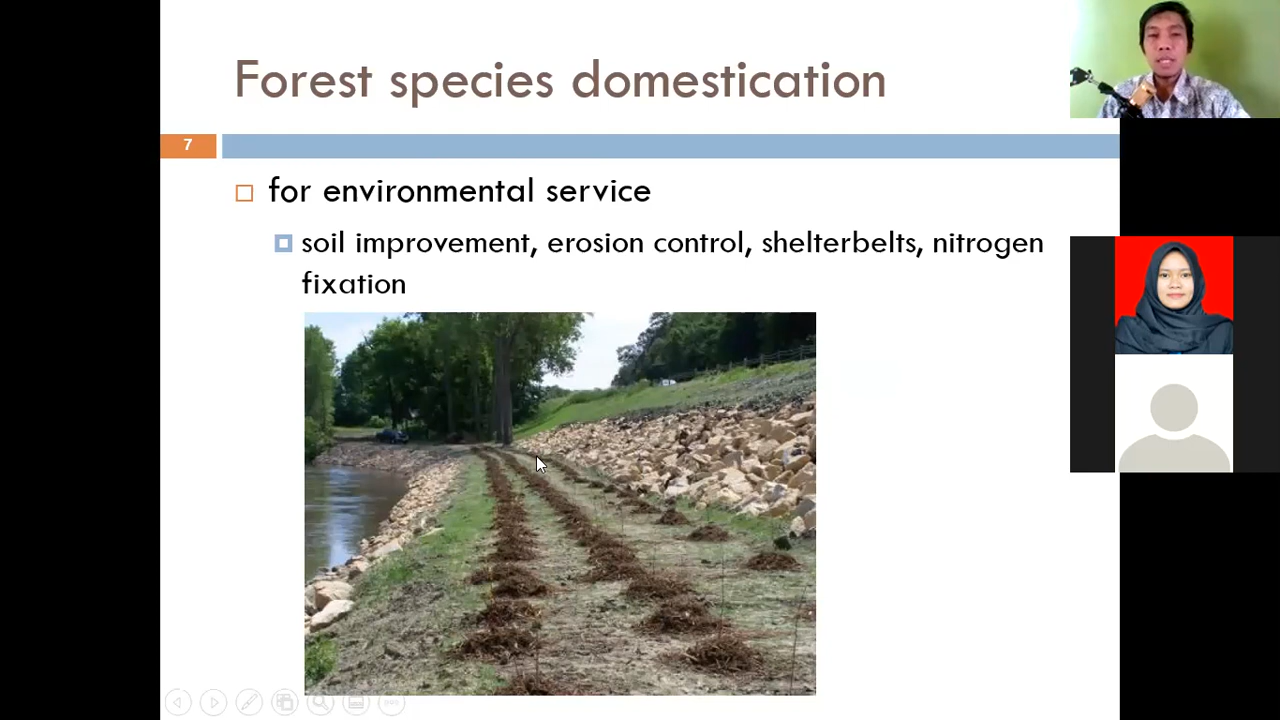 Forest species domestication
7
for environmental service
soil improvement, erosion control, shelterbelts, nitrogen
fixation